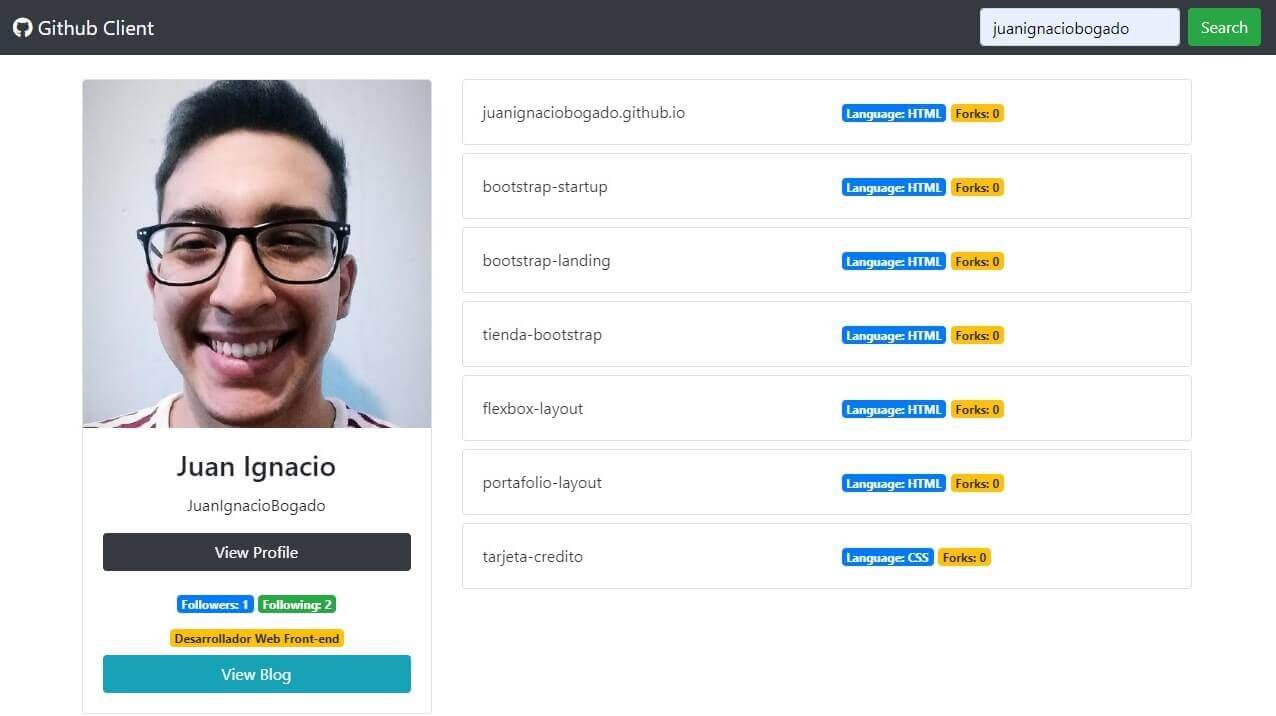 Github Client
juanignaciobogado
Search
Juan Ignacio
JuanIgnacioBogado
View Profile
Followers: 1 Following: 2
Desarrollador Web Front-end
View Blog
juanignaciobogado.github.io Language: HTML Forks: 0
bootstrap-startup Language: HTML Forks: 0
bootstrap-landing Language: HTML Forks: 0
tienda-bootstrap Language: HTML Forks: 0
flexbox-layout Language: HTML Forks: 0
portafolio-layout Language: HTML Forks: 0
tarjeta-credito Language: CSS Forks: 0